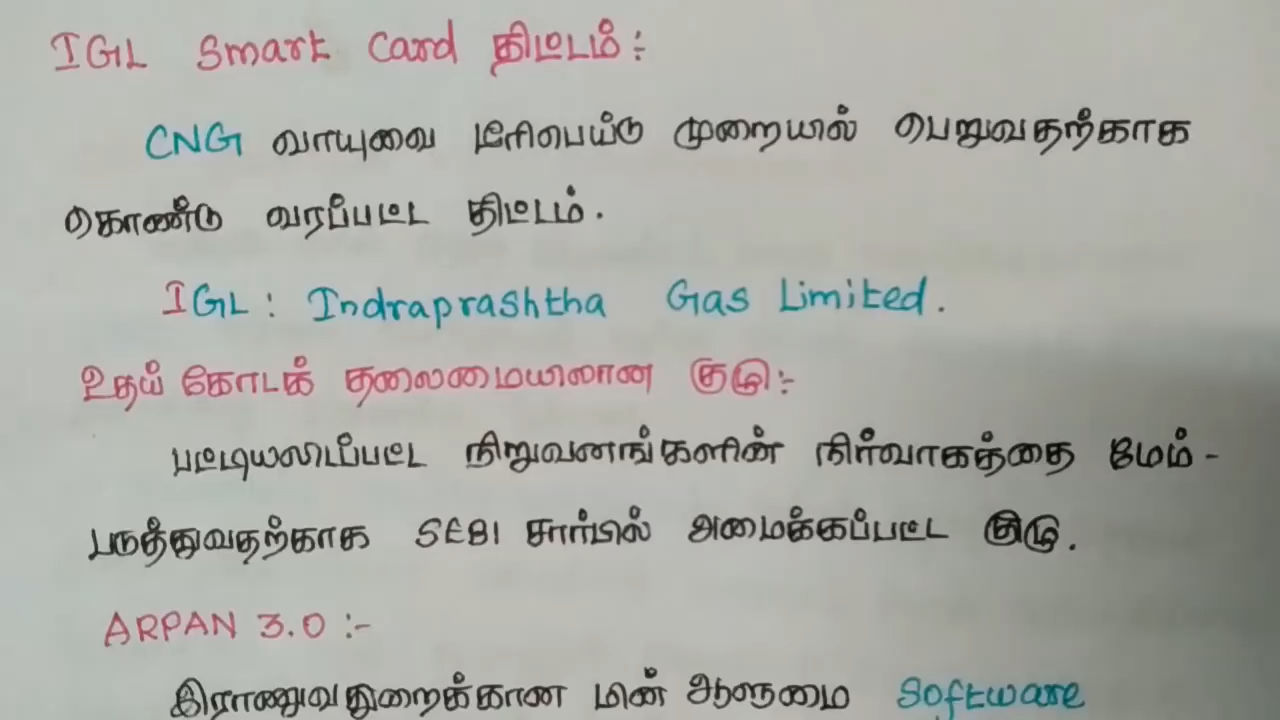 IGL Smart Card திட்டம் :
CNG வாயுவை ப்ரீபெய்டு முறையில் பெறுவதற்காக
கொண்டு வரப்பட்ட திட்டம்.
IGL : Indraprashtha Gas Limited.
உதய் கோடக் தலைமையிலான குழு :-
பட்டியலிடப்பட்ட நிறுவனங்களின் நிர்வாகத்தை மேம்-
படுத்துவதற்காக SEBI சார்பில் அமைக்கப்பட்ட குழு.
ARPAN 3.0 :-
இராணுவதுறைக்கான மின் ஆளுமை Software